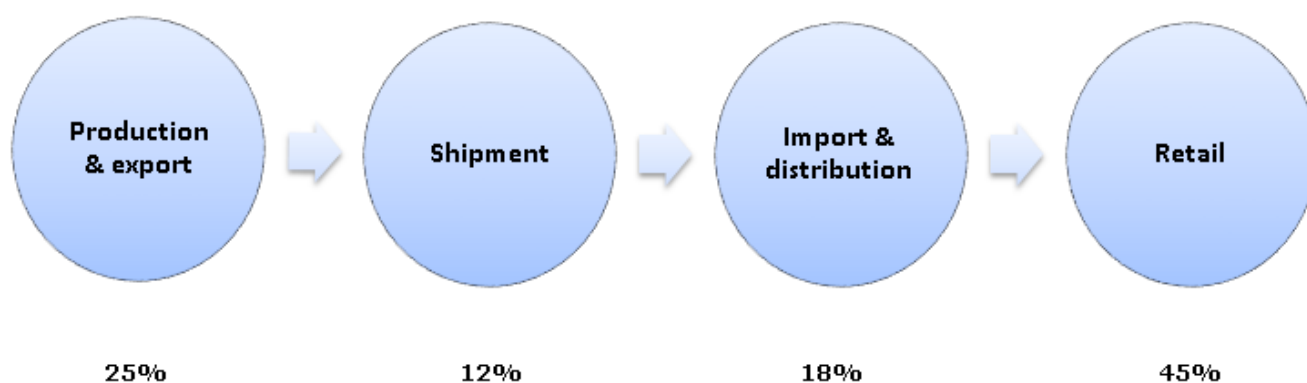 Production
& export
Shipment
Import &
distribution
Retail
25%
12%
18%
45%